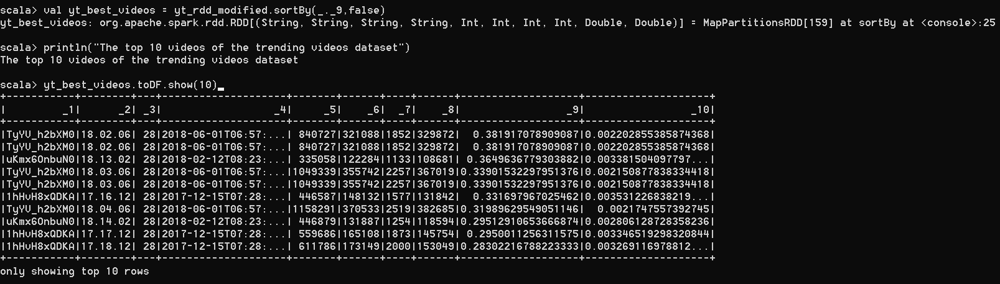 scala> val yt_best_videos = yt_rdd_modified.sortBy(_._9,false)
yt_best_videos: org.apache.spark.rdd.RDD[(String, String, String, String, Int, Int, Int, Int, Double, Double)] = MapPartitionsRDD[159] at sortBy at <console>:25
scala> println("The top 10 videos of the trending videos dataset")
The top 10 videos of the trending videos dataset
scala> yt_best_videos.toDF.show(10)
+-----------+--------+---+--------------------+-------+------+----+------+-------------------+--------------------+
|         _1|      _2| _3|                  _4|     _5|    _6|  _7|    _8|                 _9|                 _10|
+-----------+--------+---+--------------------+-------+------+----+------+-------------------+--------------------+
|TyYV_h2bXM0|18.02.06| 28|2018-06-01T06:57:...| 840727|321088|1852|329872|  0.381917078909087|0.002202855385874368|
|TyYV_h2bXM0|18.02.06| 28|2018-06-01T06:57:...| 840727|321088|1852|329872|  0.381917078909087|0.002202855385874368|
|uKmx6OnbuN0|18.13.02| 28|2018-02-12T08:23:...| 335058|122284|1133|108681| 0.3649636779303882|0.003381504097797...|
|TyYV_h2bXM0|18.03.06| 28|2018-06-01T06:57:...|1049339|355742|2257|367019|0.33901532297951376|0.002150877838334418|
|TyYV_h2bXM0|18.03.06| 28|2018-06-01T06:57:...|1049339|355742|2257|367019|0.33901532297951376|0.002150877838334418|
|1hHvH8xQDKA|17.16.12| 28|2017-12-15T07:28:...| 446587|148132|1577|131842|  0.331697967025462|0.003531226838219...|
|TyYV_h2bXM0|18.04.06| 28|2018-06-01T06:57:...|1158291|370533|2519|382685|0.31989629549051146|  0.0021747557392745|
|uKmx6OnbuN0|18.14.02| 28|2018-02-12T08:23:...| 446879|131887|1254|118594|0.29512910653666874|0.002806128728358236|
|1hHvH8xQDKA|17.17.12| 28|2017-12-15T07:28:...| 559686|165108|1873|145754| 0.2950011256311575|0.003346519298320844|
|1hHvH8xQDKA|17.18.12| 28|2017-12-15T07:28:...| 611786|173149|2000|153049|0.28302216788223333|0.003269116978812...|
+-----------+--------+---+--------------------+-------+------+----+------+-------------------+--------------------+
only showing top 10 rows